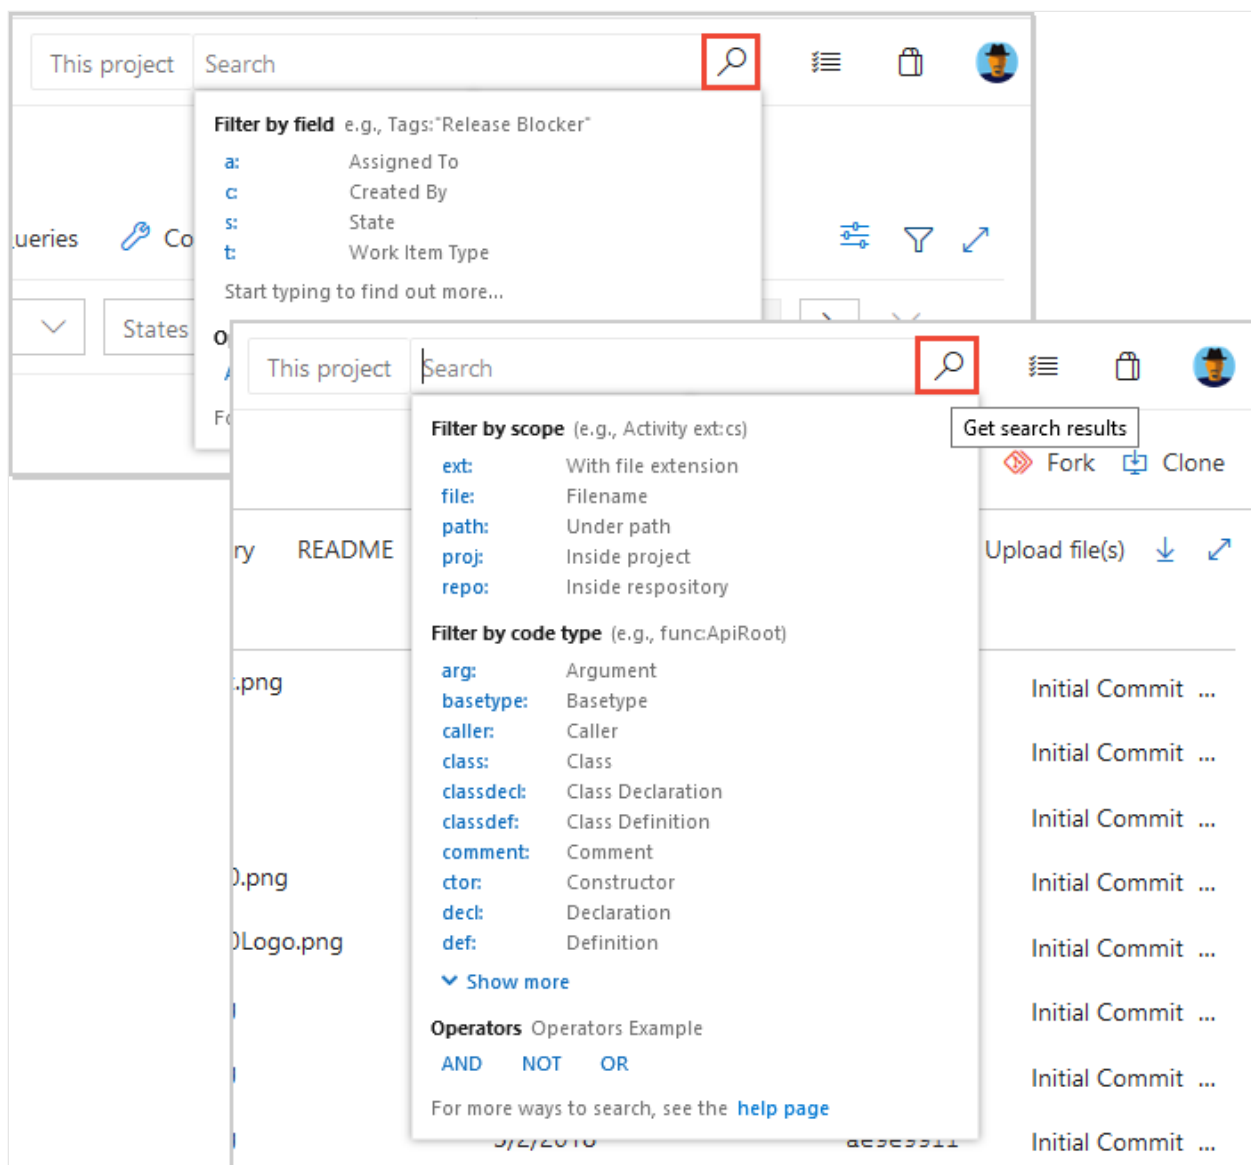 This project Search
Filter by field e.g., Tags:"Release Blocker"
a: Assigned To
c: Created By
s: State
t: Work Item Type
ueries Co
Start typing to find out more...
States
This project Search
Get search results
Filter by scope (e.g., Activity ext:cs)
ext: With file extension
file: Filename
path: Under path
proj: Inside project
repo: Inside respository
Fork Clone
ry README Upload file(s)
Filter by code type (e.g., func:ApiRoot)
arg: Argument
basetype: Basetype
caller: Caller
class: Class
classdecl: Class Declaration
classdef: Class Definition
comment: Comment
ctor: Constructor
decl: Declaration
def: Definition
Show more
Operators Operators Example
AND NOT OR
For more ways to search, see the help page
.png Initial Commit ...
Initial Commit ...
Initial Commit ...
0.png Initial Commit ...
0Logo.png Initial Commit ...
Initial Commit ...
Initial Commit ...
Initial Commit ...